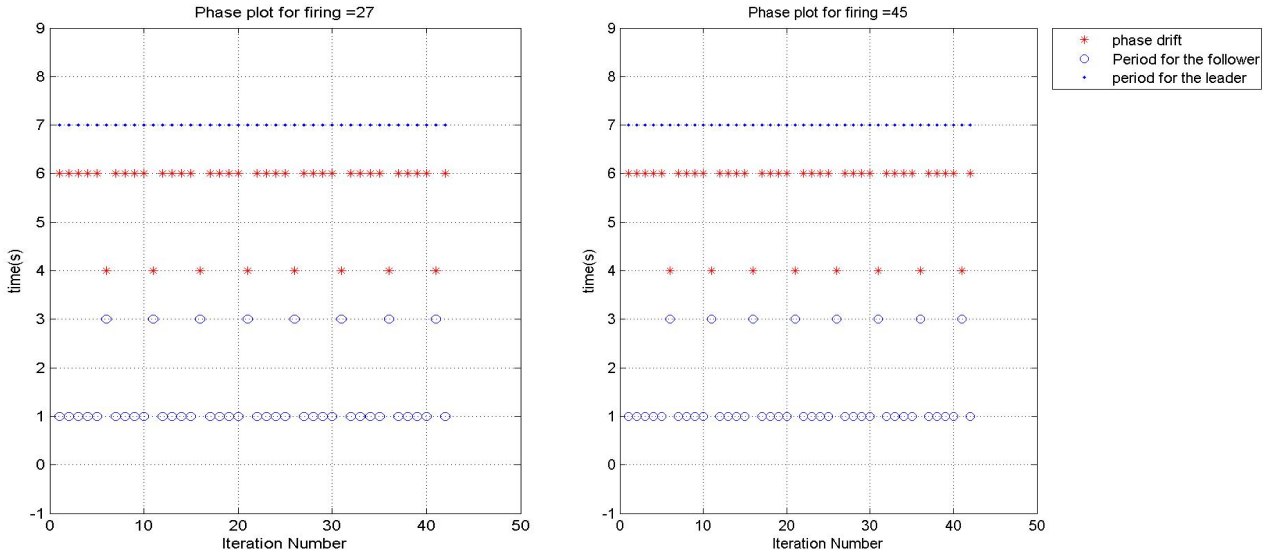 Phase plot for firing =27
9
8
7
6
5
4
3
2
1
0
-1
time(s)
0 10 20 30 40 50
Iteration Number
Phase plot for firing =45
9
8
7
6
5
4
3
2
1
0
-1
time(s)
0 10 20 30 40 50
Iteration Number
phase drift
Period for the follower
period for the leader